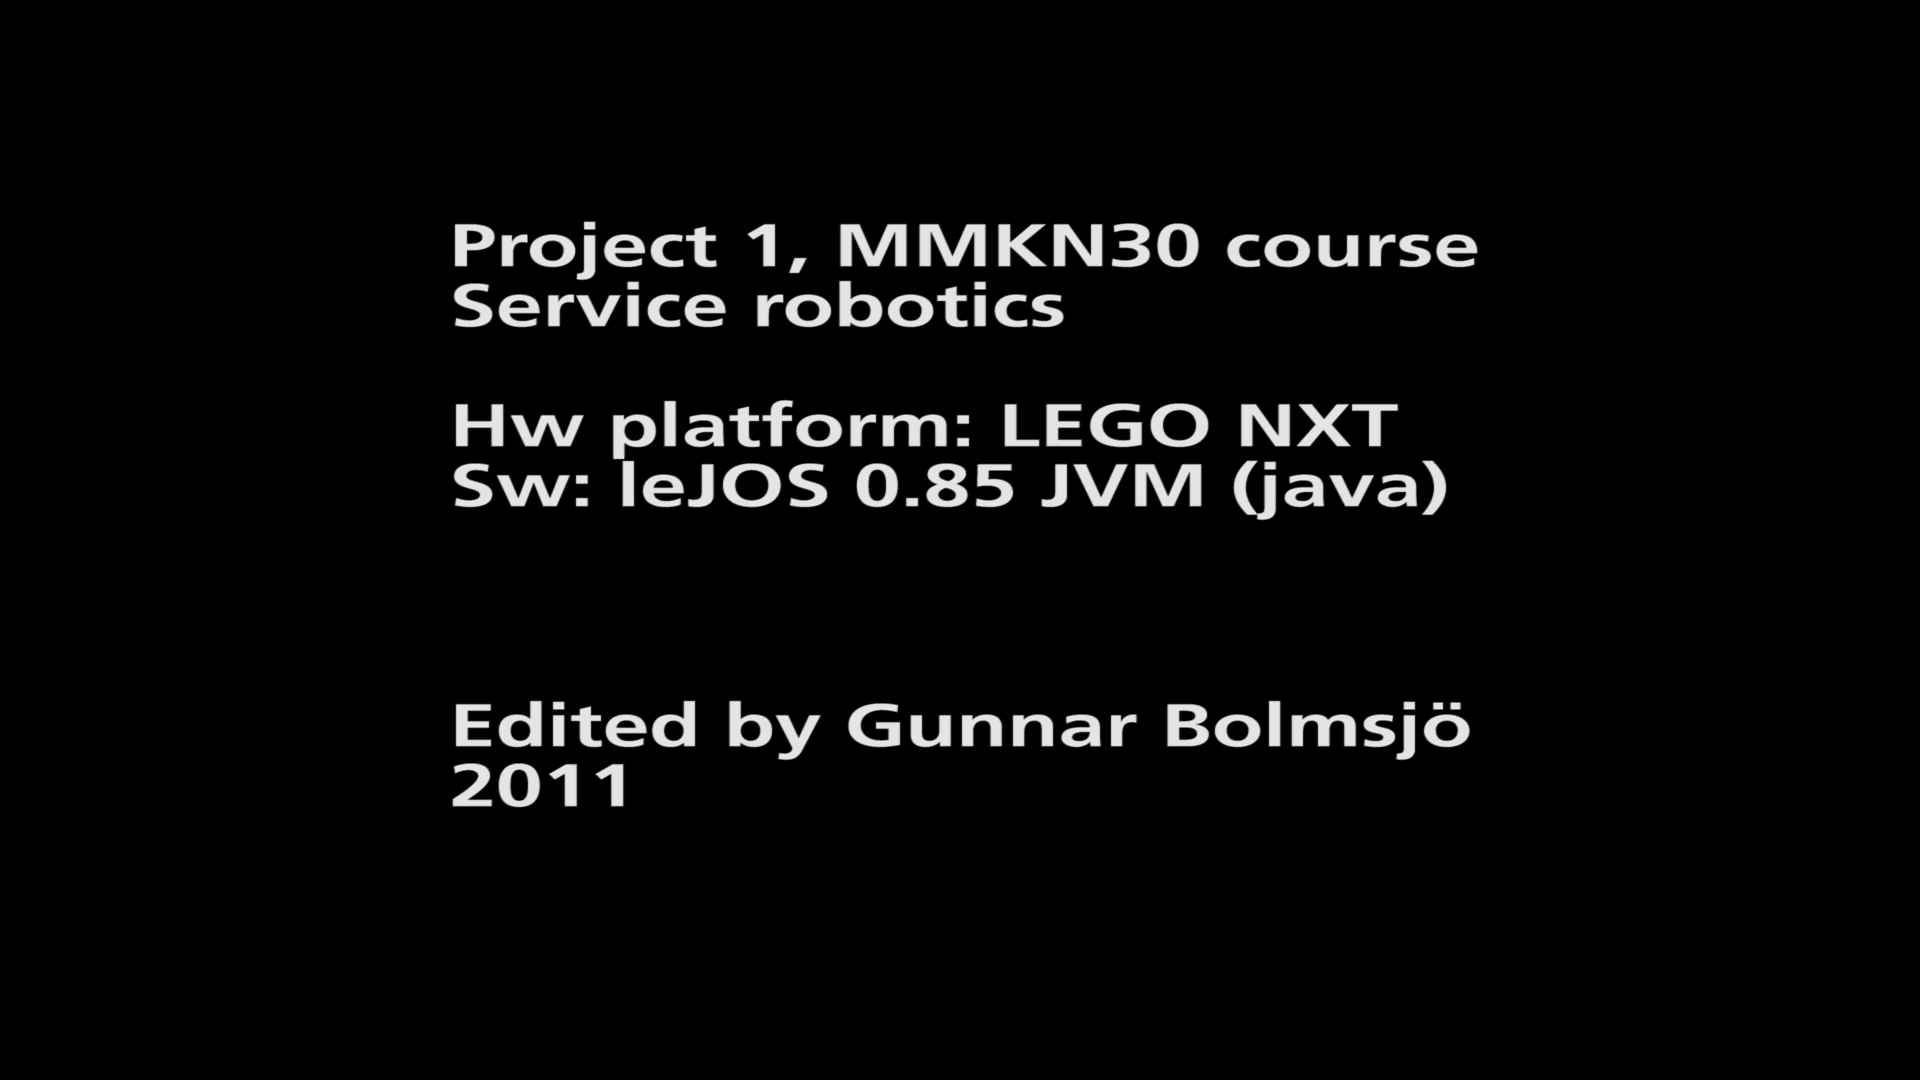 Project 1, MMKN30 course
Service robotics
Hw platform: LEGO NXT
Sw: leJOS 0.85 JVM (java)
Edited by Gunnar Bolmsjö
2011